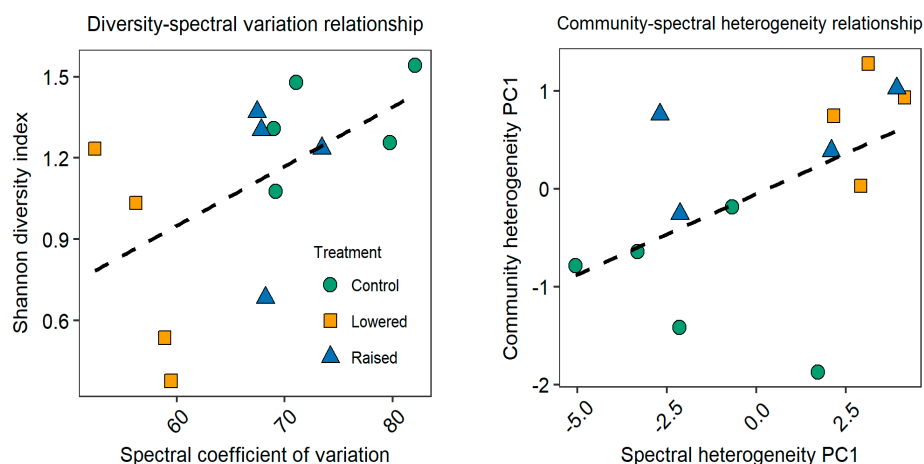 Diversity-spectral variation relationship
Shannon diversity index
1.5
1.2
0.9
0.6
Treatment
Control
Lowered
Raised
60
70
80
Spectral coefficient of variation
Community-spectral heterogeneity relationship
Community heterogeneity PC1
1
0
-1
-2
-5.0
-2.5
0.0
2.5
Spectral heterogeneity PC1